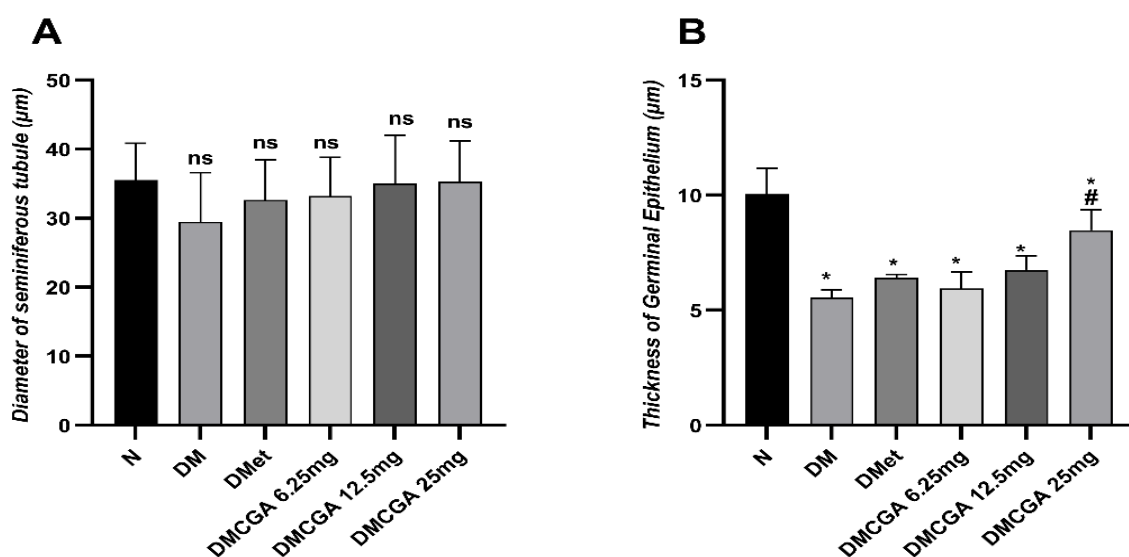 A
Diameter of seminiferous tubule (µm)
50
40
30
20
10
0
ns
ns
ns
ns
ns
N
DM
DMet
DMCGA 6.25mg
DMCGA 12.5mg
DMCGA 25mg
B
Thickness of Germinal Epithelium (µm)
15
10
5
0
*
*
*
*
*
#
N
DM
DMet
DMCGA 6.25mg
DMCGA 12.5mg
DMCGA 25mg